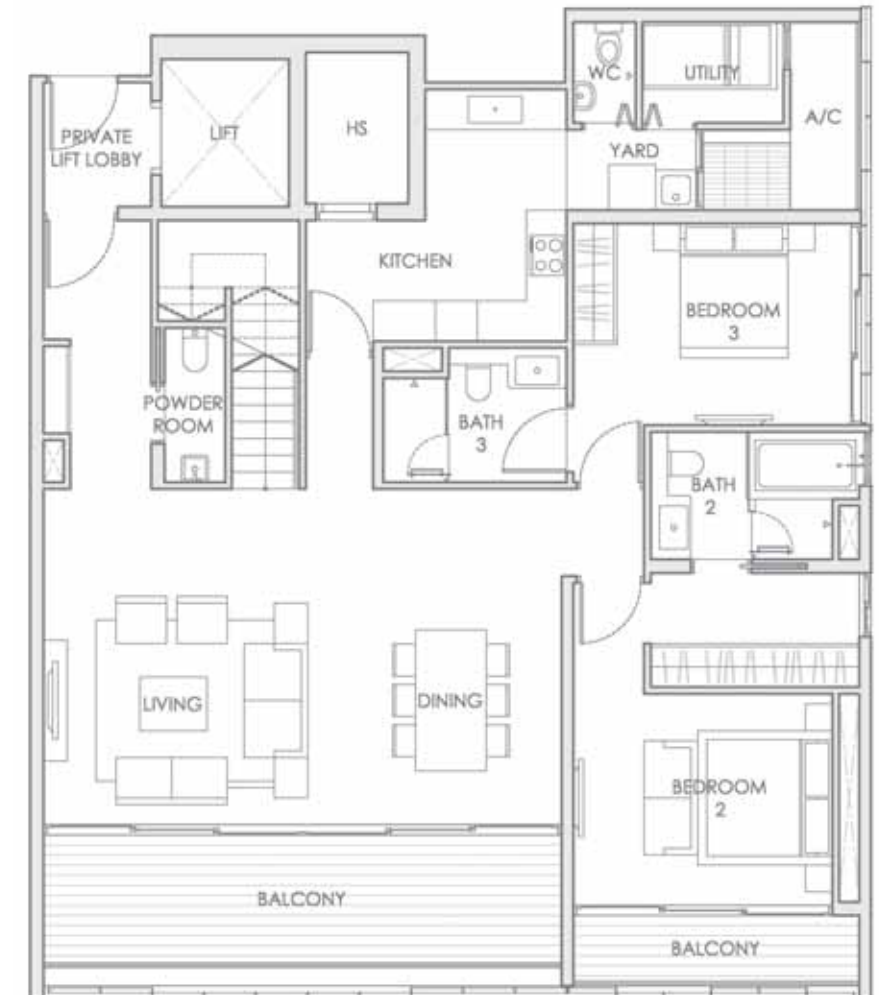 WC
UTILITY
A/C
PRIVATE
LIFT LOBBY
LIFT
HS
YARD
KITCHEN
BEDROOM
3
POWDER
ROOM
BATH
3
BATH
2
LIVING
DINING
BEDROOM
2
BALCONY
BALCONY